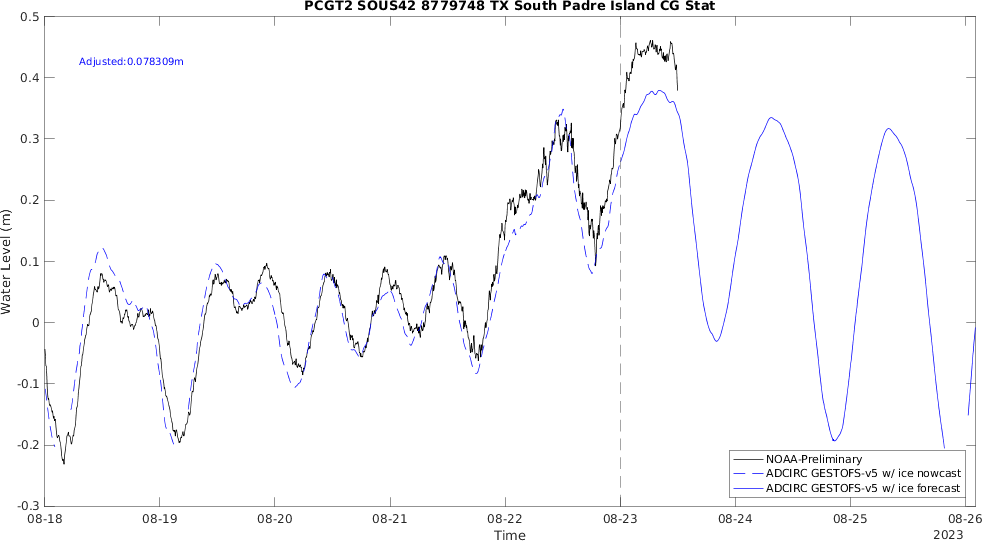 PCGT2 SOUS42 8779748 TX South Padre Island CG Stat
Adjusted:0.078309m
Water Level (m)
0.5
0.4
0.3
0.2
0.1
0
-0.1
-0.2
-0.3
NOAA-Preliminary
ADCIRC GESTOFS-v5 w/ ice nowcast
ADCIRC GESTOFS-v5 w/ ice forecast
08-18 08-19 08-20 08-21 08-22 08-23 08-24 08-25 08-26
Time
2023